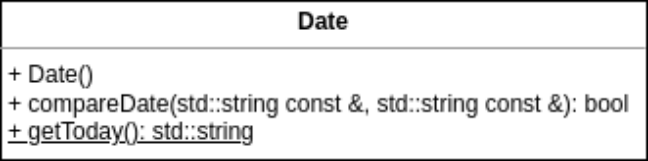 Date
+ Date()
+ compareDate(std::string const &, std::string const &): bool
+ getToday(): std::string